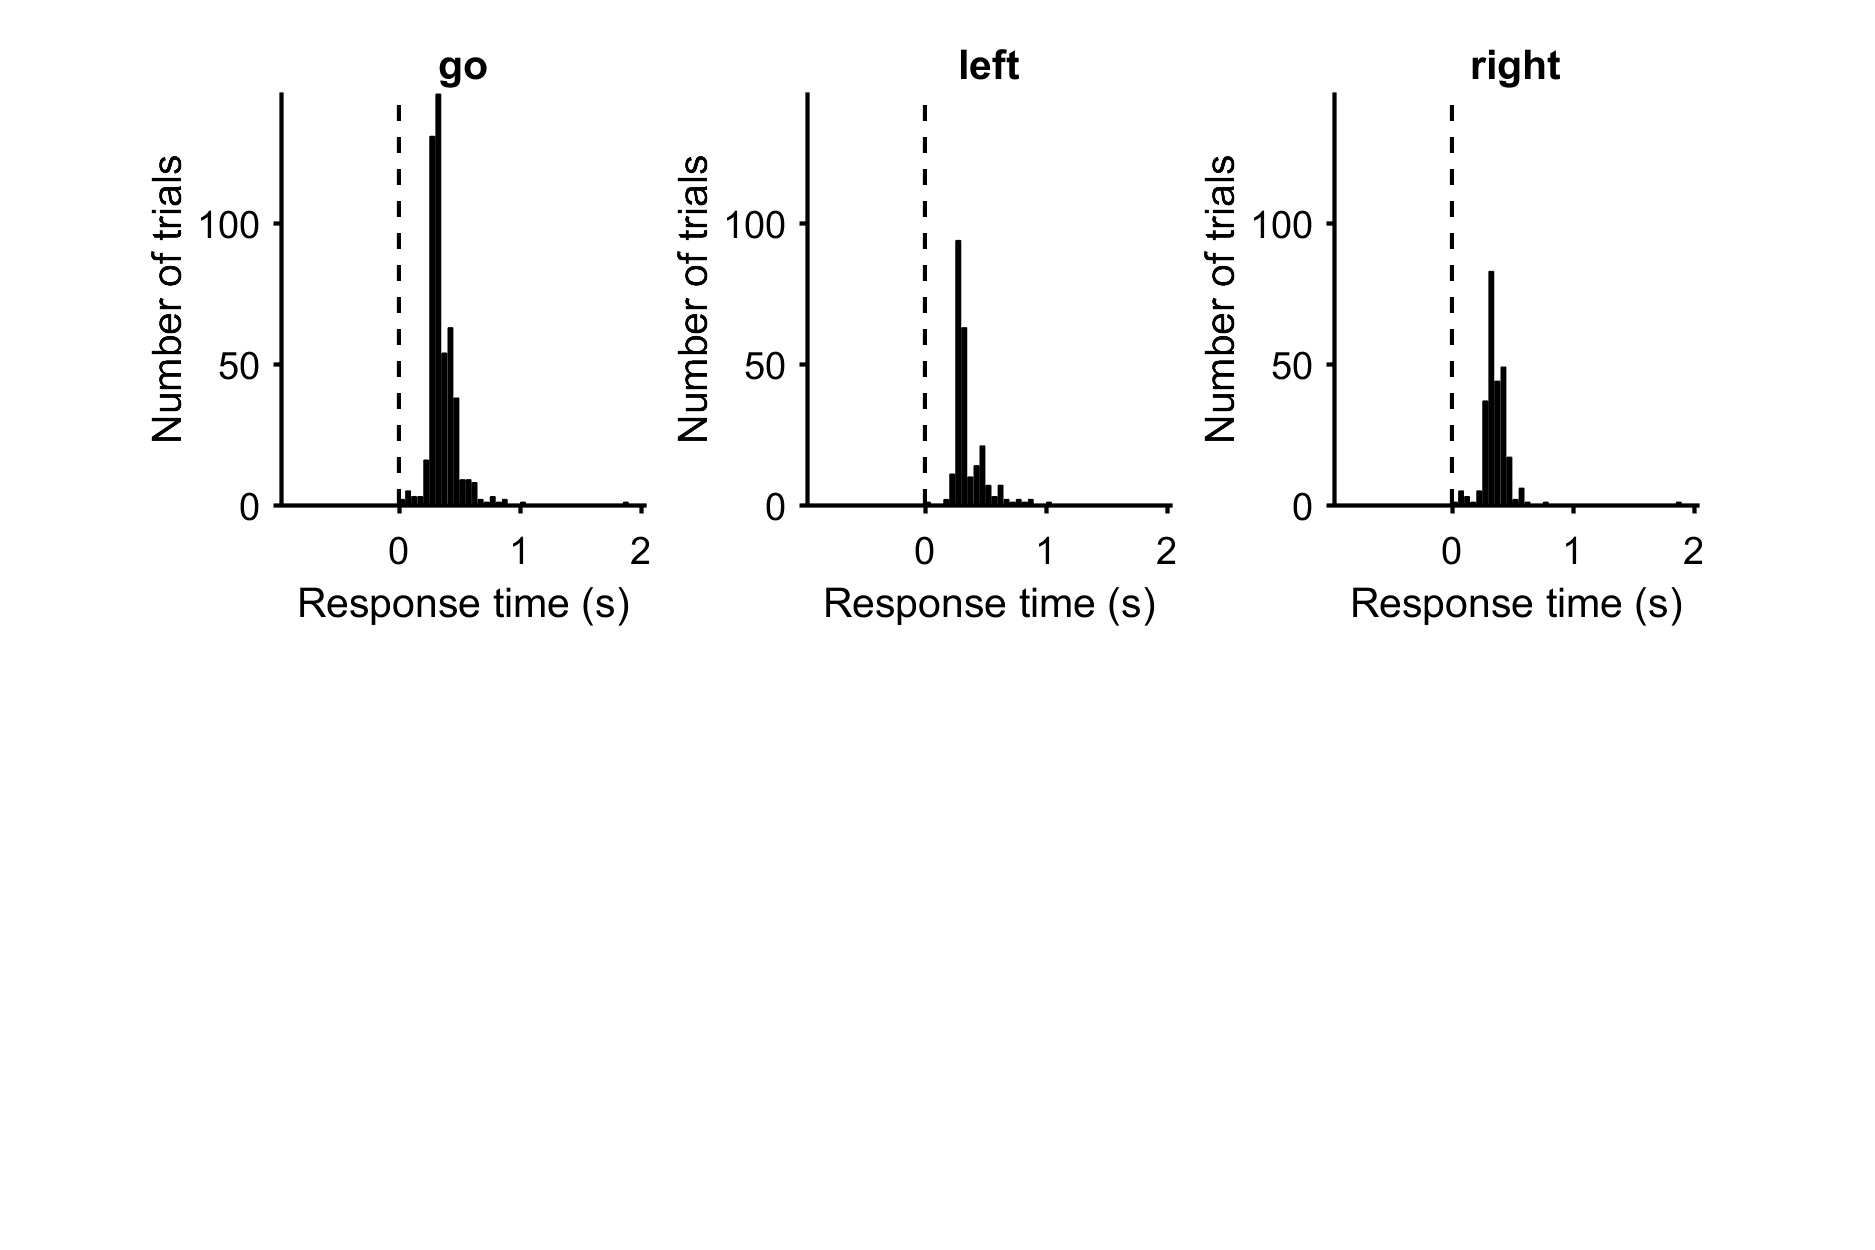 go
Number of trials
100
50
0
0 1 2
Response time (s)
left
Number of trials
100
50
0
0 1 2
Response time (s)
right
Number of trials
100
50
0
0 1 2
Response time (s)